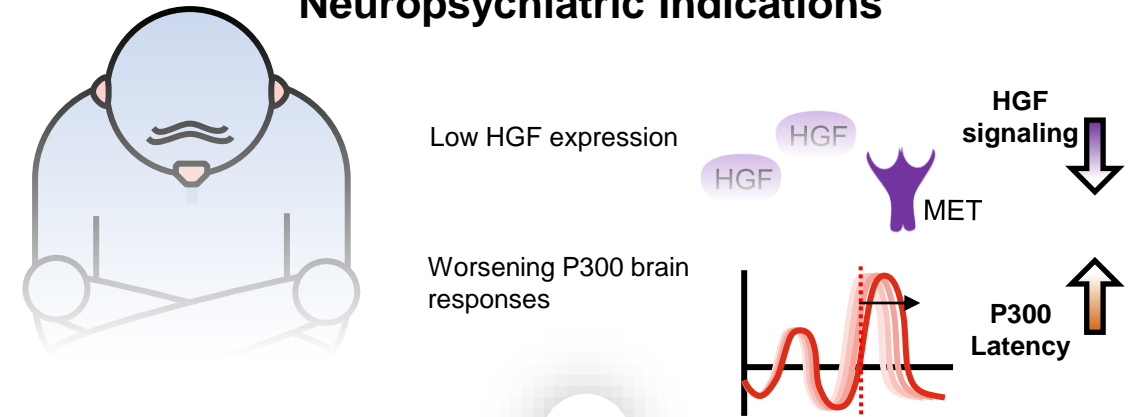 Neuropsychiatric Indications
HGF
signaling
Low HGF expression
HGF
HGF
MET
Worsening P300 brain
responses
P300
Latency